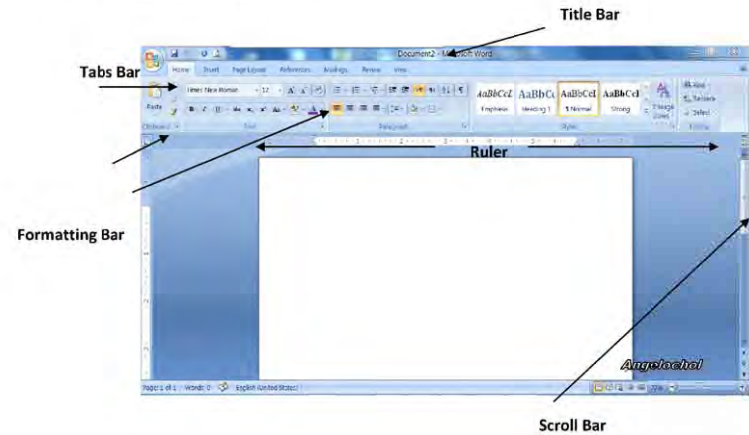 Title Bar
Document2 - Microsoft Word
Tabs Bar
Home Insert Page Layout References Mailings Review View
Times New Roman 12
Paste
B I U abc
AaBbCcI AaBbCc AaBbCcI AaBbCcI
Emphasis Heading 1 ¶ Normal Strong
Change Styles
Find
Replace
Select
Clipboard Font Paragraph Styles Editing
Ruler
Formatting Bar
Angelochol
Page: 1 of 1 Words: 0 English (United States)
Scroll Bar